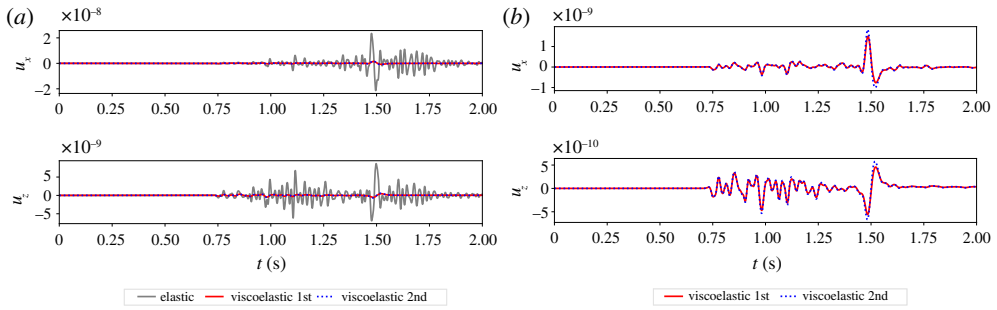 (a)
×10⁻⁸
2
0
−2
u_x
0 0.25 0.50 0.75 1.00 1.25 1.50 1.75 2.00
×10⁻⁹
5
0
−5
u_z
0 0.25 0.50 0.75 1.00 1.25 1.50 1.75 2.00
t (s)
elastic viscoelastic 1st viscoelastic 2nd
(b)
×10⁻⁹
1
0
−1
u_x
0 0.25 0.50 0.75 1.00 1.25 1.50 1.75 2.00
×10⁻¹⁰
5
0
−5
u_z
0 0.25 0.50 0.75 1.00 1.25 1.50 1.75 2.00
t (s)
viscoelastic 1st viscoelastic 2nd